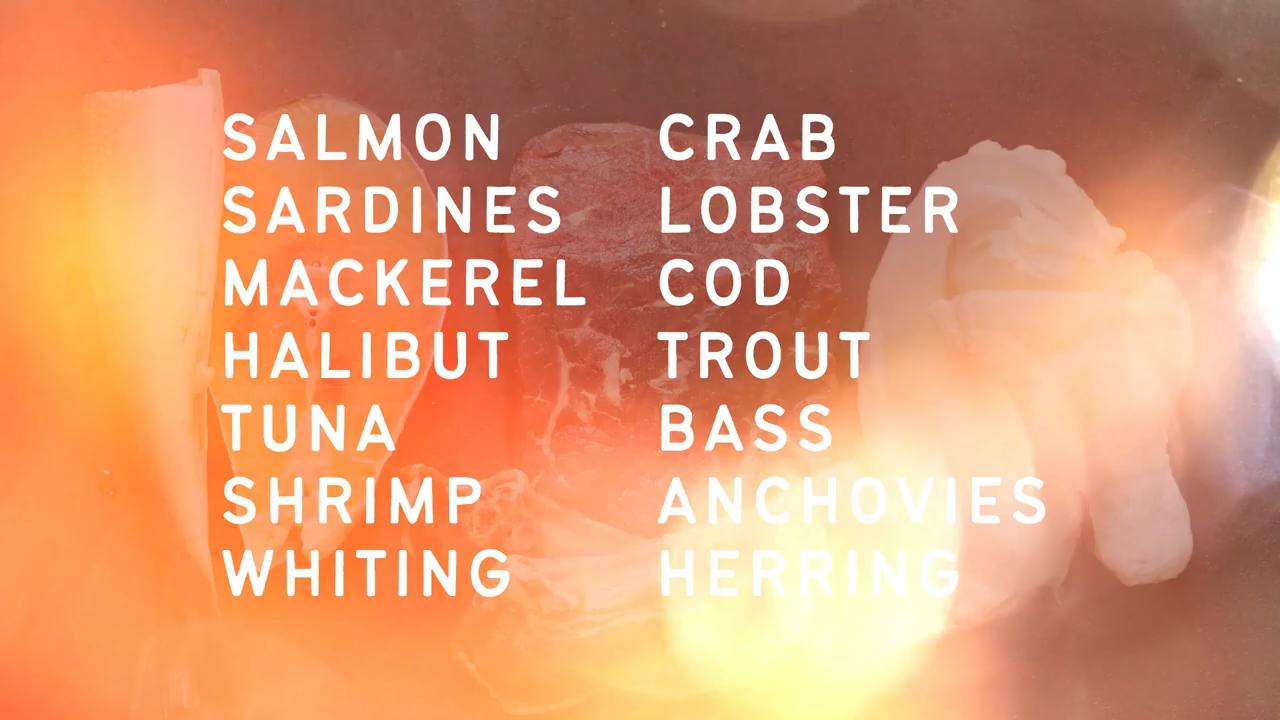 SALMON
SARDINES
MACKEREL
HALIBUT
TUNA
SHRIMP
WHITING
CRAB
LOBSTER
COD
TROUT
BASS
ANCHOVIES
HERRING